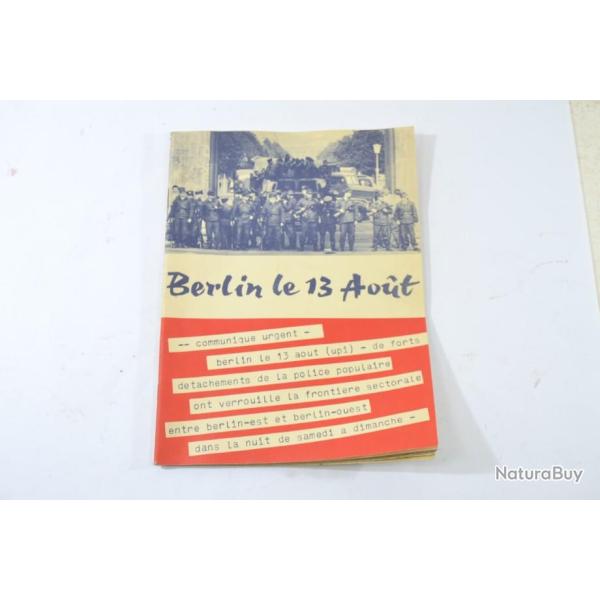 Berlin le 13 Août
-- communique urgent -
berlin le 13 aout (upi) - de forts
detachements de la police populaire
ont verrouille la frontière sectorale
entre berlin-est et berlin-ouest
dans la nuit de samedi a dimanche -
NaturaBuy